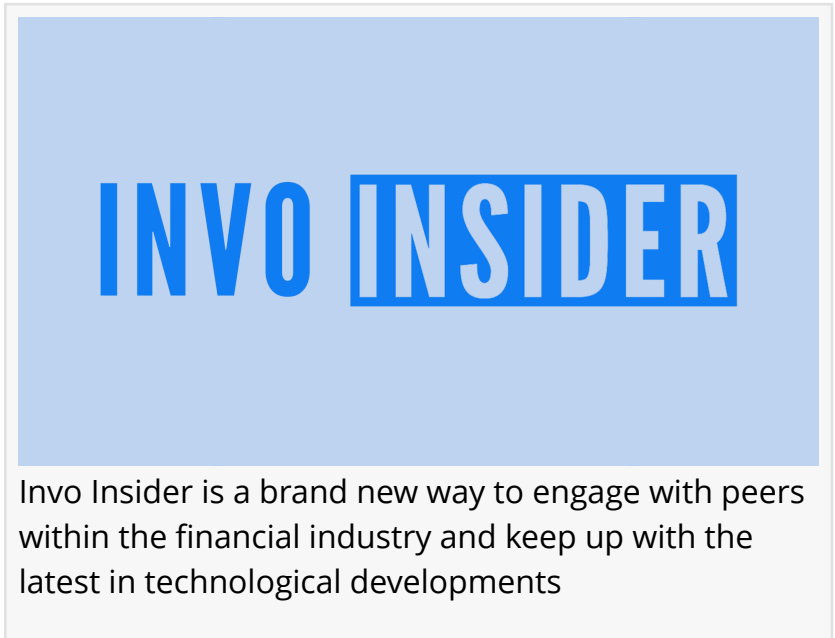 INVO INSIDER
Invo Insider is a brand new way to engage with peers
within the financial industry and keep up with the
latest in technological developments